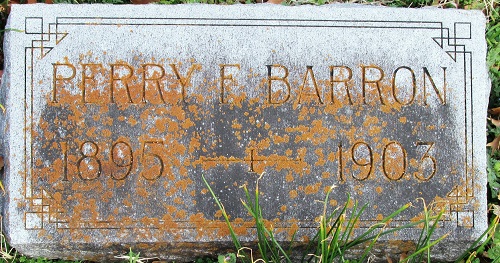 PERRY F. BARRON
1895 — + — 1903